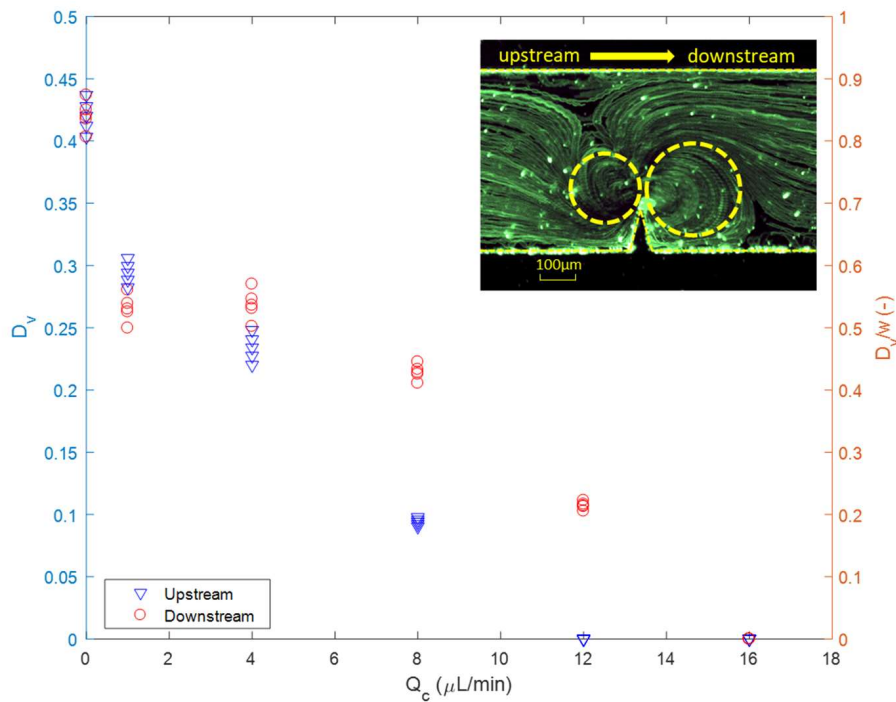 0.5
0.45
0.4
0.35
0.3
0.25
0.2
0.15
0.1
0.05
0
D_v
1
0.9
0.8
0.7
0.6
0.5
0.4
0.3
0.2
0.1
0
D_v/w (-)
upstream downstream
100μm
Upstream
Downstream
0 2 4 6 8 10 12 14 16 18
Q_c (μL/min)